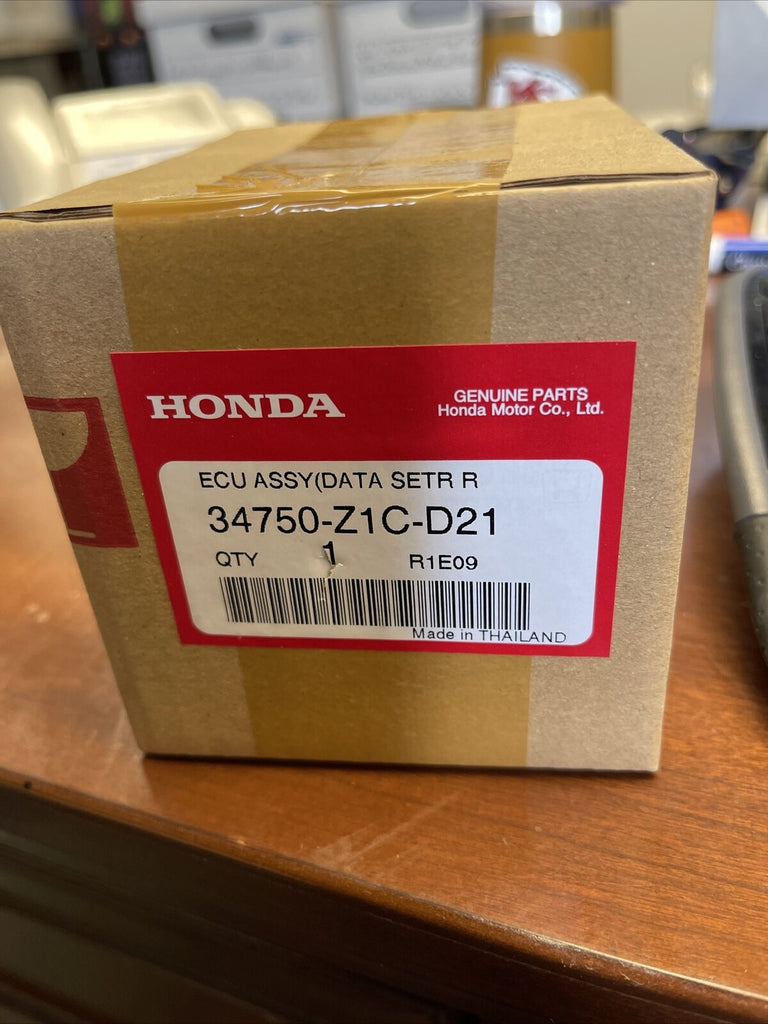 HONDA
GENUINE PARTS
Honda Motor Co., Ltd.
ECU ASSY(DATA SETR R
34750-Z1C-D21
QTY 1 R1E09
Made in THAILAND